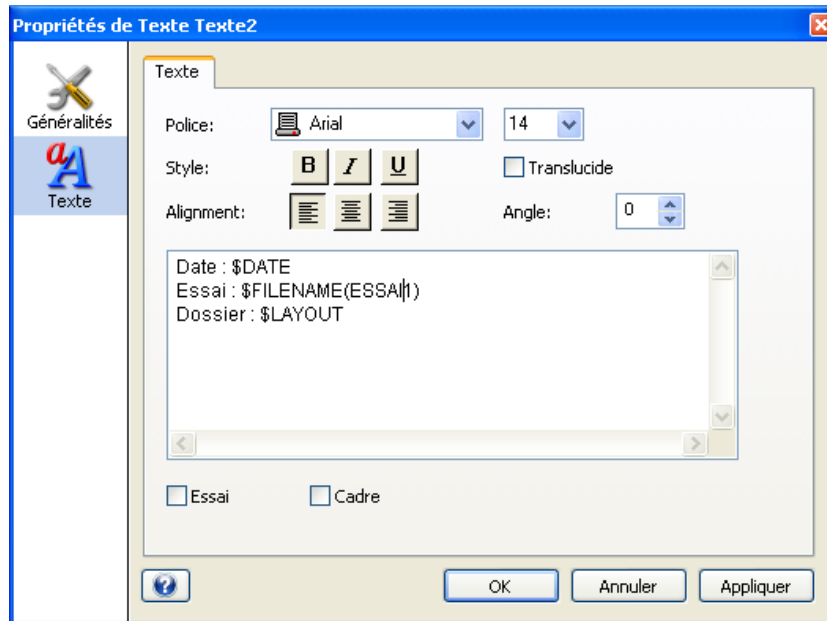 Propriétés de Texte Texte2
Généralités
Texte
Texte
Police:
Arial
14
Style:
B I U
Translucide
Alignment:
Angle:
0
Date : $DATE
Essai : $FILENAME(ESSAI1)
Dossier : $LAYOUT
Essai
Cadre
?
OK
Annuler
Appliquer